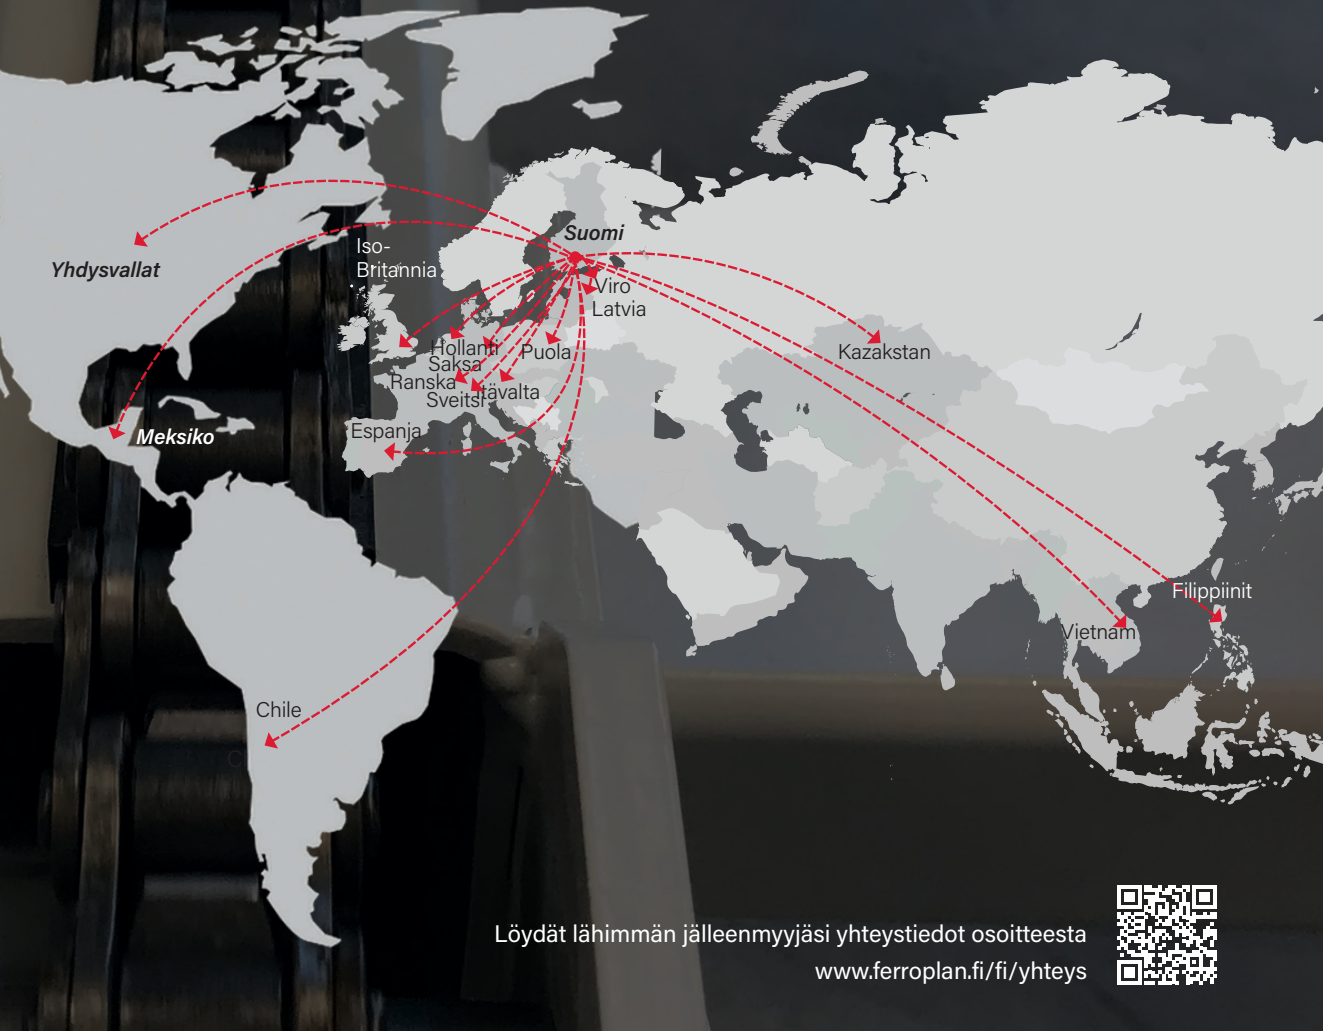 Suomi
Iso-
Britannia
Yhdysvallat
Viro
Latvia
Hollanti
Puola
Kazakstan
Saksa
Ranska
Itävalta
Sveitsi
Espanja
Meksiko
Filippiinit
Vietnam
Chile
Löydät lähimmän jälleenmyyjäsi yhteystiedot osoitteesta
www.ferroplan.fi/fi/yhteys